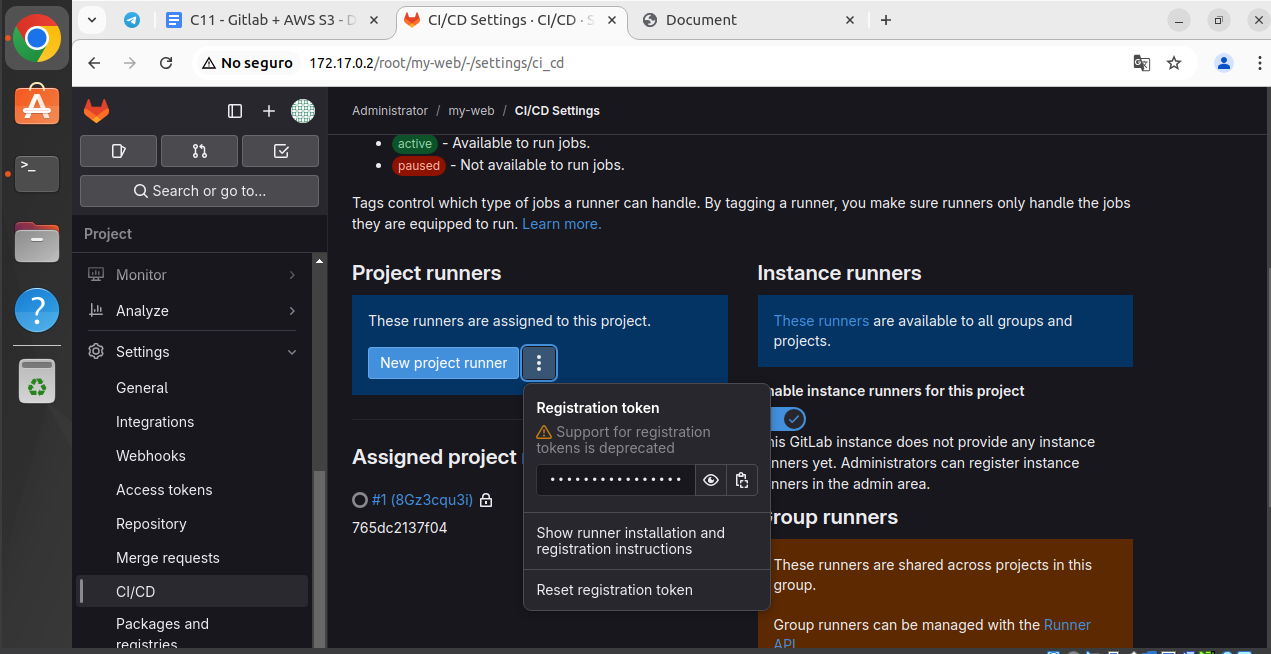 C11 - Gitlab + AWS S3 - D
CI/CD Settings · CI/CD · S
Document
No seguro
172.17.0.2/root/my-web/-/settings/ci_cd
Search or go to...
Project
Monitor
Analyze
Settings
General
Integrations
Webhooks
Access tokens
Repository
Merge requests
CI/CD
Packages and
registries
Administrator / my-web / CI/CD Settings
active - Available to run jobs.
paused - Not available to run jobs.
Tags control which type of jobs a runner can handle. By tagging a runner, you make sure runners only handle the jobs
they are equipped to run. Learn more.
Project runners
These runners are assigned to this project.
New project runner
Registration token
Support for registration
tokens is deprecated
Show runner installation and
registration instructions
Reset registration token
Assigned project
#1 (8Gz3cqu3i)
765dc2137f04
Instance runners
These runners are available to all groups and
projects.
nable instance runners for this project
his GitLab instance does not provide any instance
nners yet. Administrators can register instance
nners in the admin area.
Group runners
These runners are shared across projects in this
group.
Group runners can be managed with the Runner
API